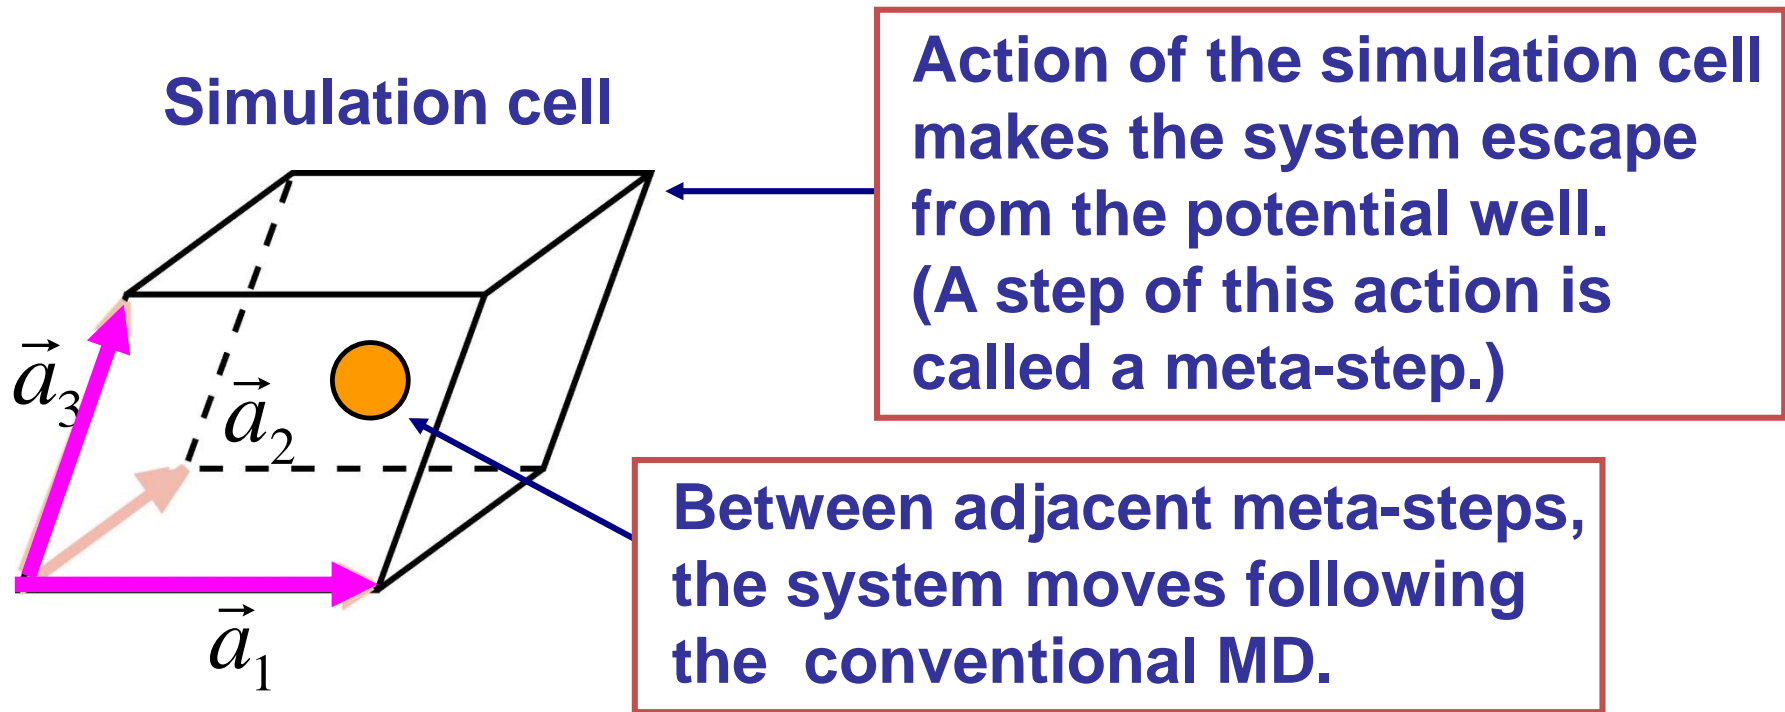 Simulation cell
Action of the simulation cell
makes the system escape
from the potential well.
(A step of this action is
called a meta-step.)
a⃗₃
a⃗₂
a⃗₁
Between adjacent meta-steps,
the system moves following
the conventional MD.